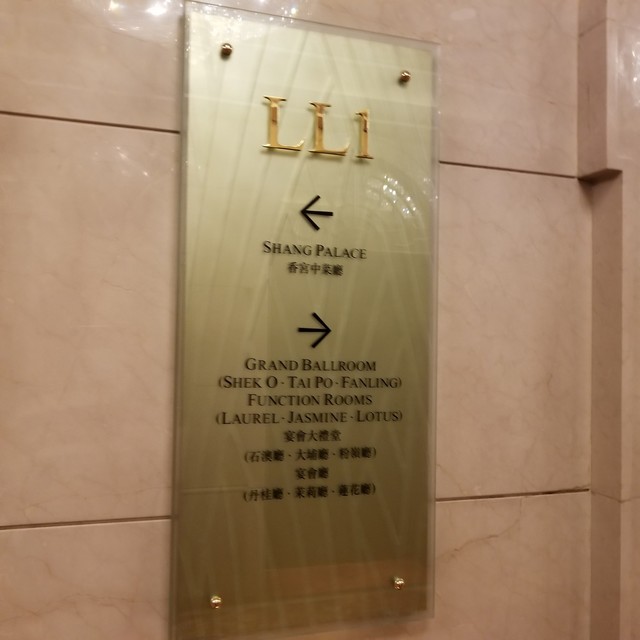 LL1
←
SHANG PALACE
香宮中菜廳
→
GRAND BALLROOM
(SHEK O · TAI PO · FANLING)
FUNCTION ROOMS
(LAUREL · JASMINE · LOTUS)
宴會大禮堂
(石澳廳 · 大埔廳 · 粉嶺廳)
宴會廳
(丹桂廳 · 茉莉廳 · 蓮花廳)